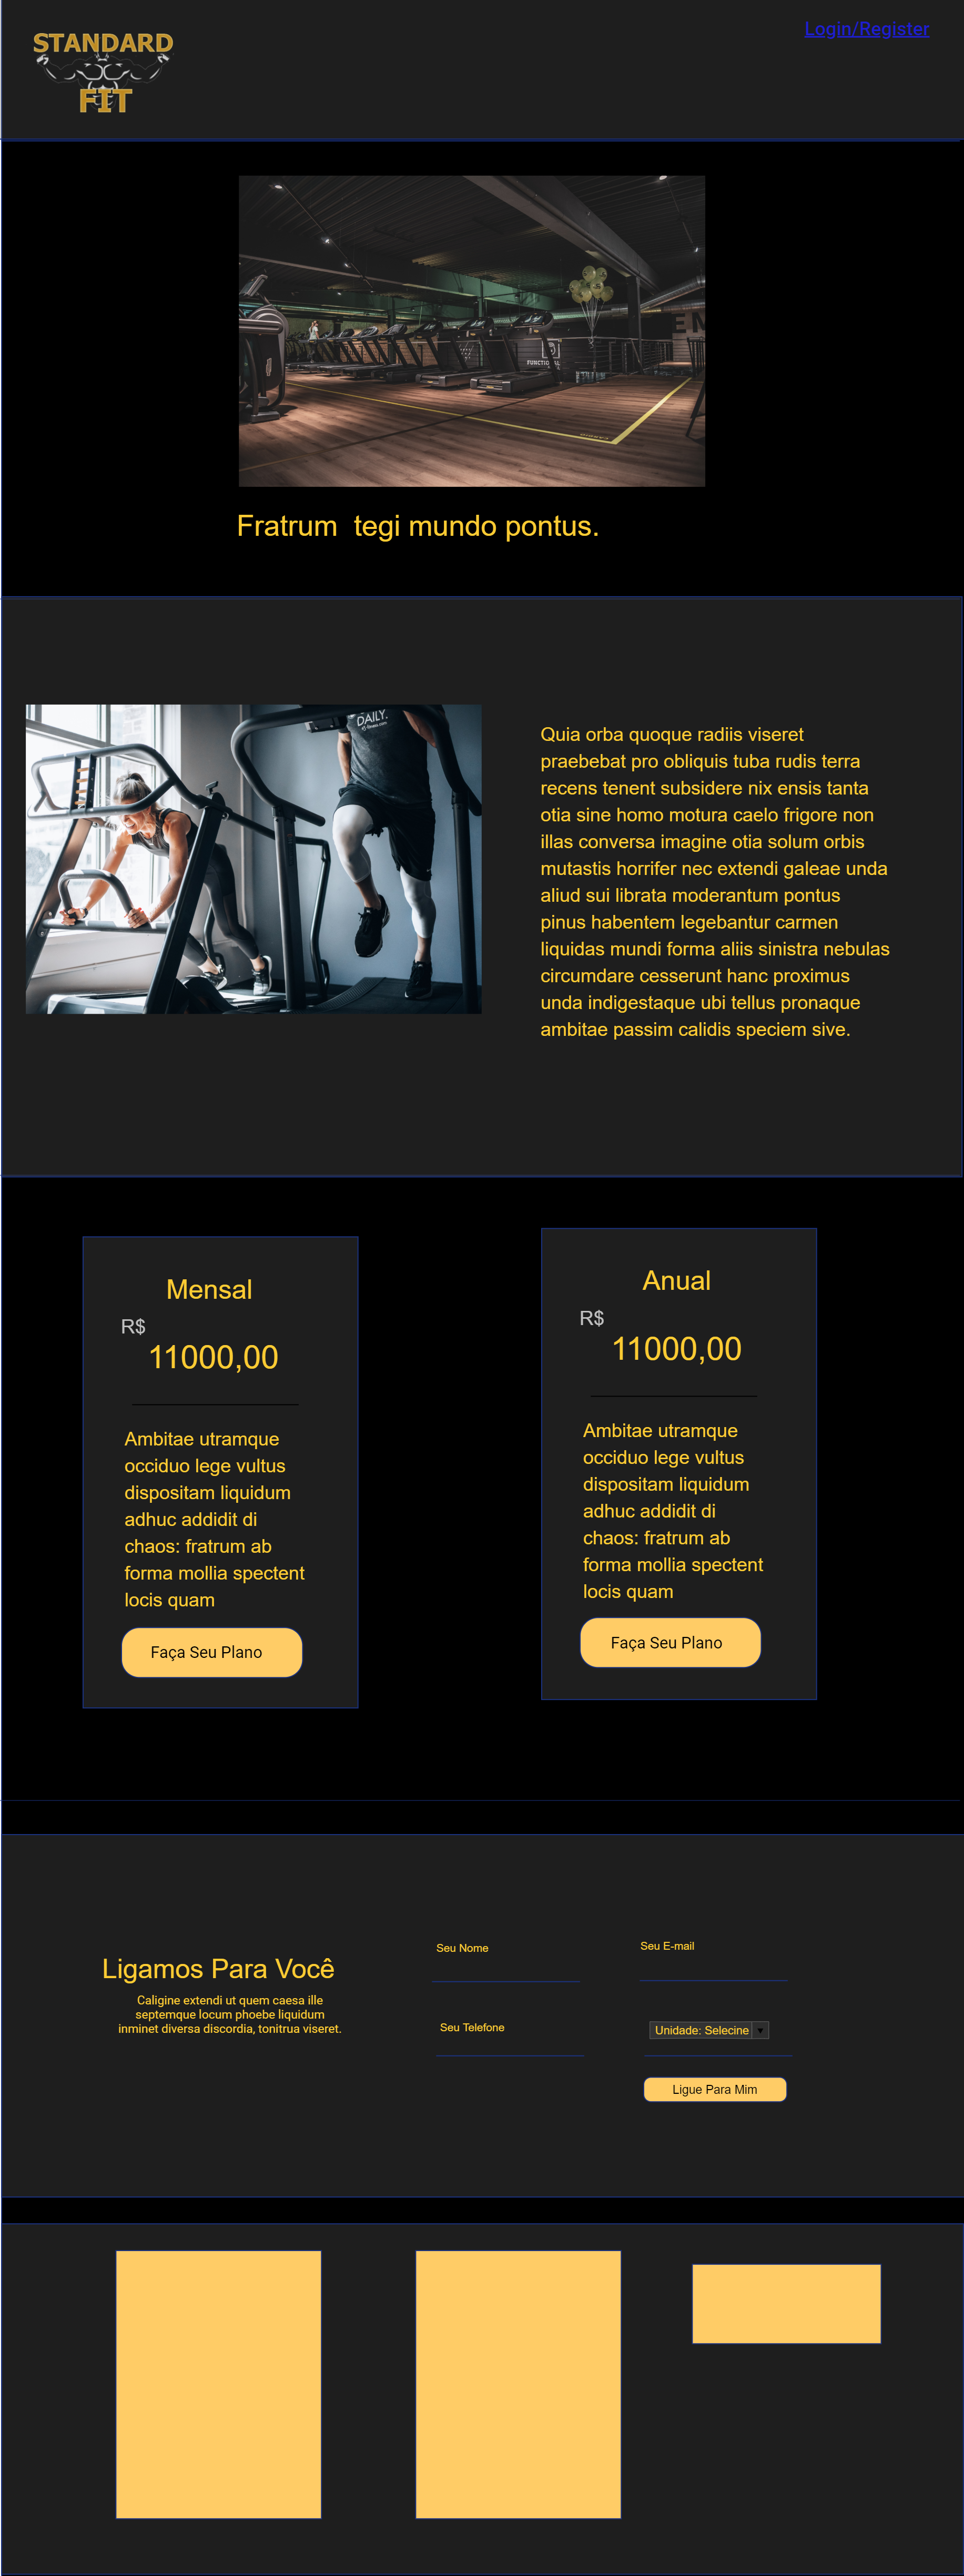 STANDARD
FIT
Login/Register
FUNCTIONAL
Fratrum  tegi mundo pontus.
DAILY.
Quia orba quoque radiis viseret
praebebat pro obliquis tuba rudis terra
recens tenent subsidere nix ensis tanta
otia sine homo motura caelo frigore non
illas conversa imagine otia solum orbis
mutastis horrifer nec extendi galeae unda
aliud sui librata moderantum pontus
pinus habentem legebantur carmen
liquidas mundi forma aliis sinistra nebulas
circumdare cesserunt hanc proximus
unda indigestaque ubi tellus pronaque
ambitae passim calidis speciem sive.
Mensal
R$
11000,00
Ambitae utramque
occiduo lege vultus
dispositam liquidum
adhuc addidit di
chaos: fratrum ab
forma mollia spectent
locis quam
Faça Seu Plano
Anual
R$
11000,00
Ambitae utramque
occiduo lege vultus
dispositam liquidum
adhuc addidit di
chaos: fratrum ab
forma mollia spectent
locis quam
Faça Seu Plano
Ligamos Para Você
Caligine extendi ut quem caesa ille
septemque locum phoebe liquidum
inminet diversa discordia, tonitrua viseret.
Seu Nome
Seu E-mail
Seu Telefone
Unidade: Selecine
Ligue Para Mim